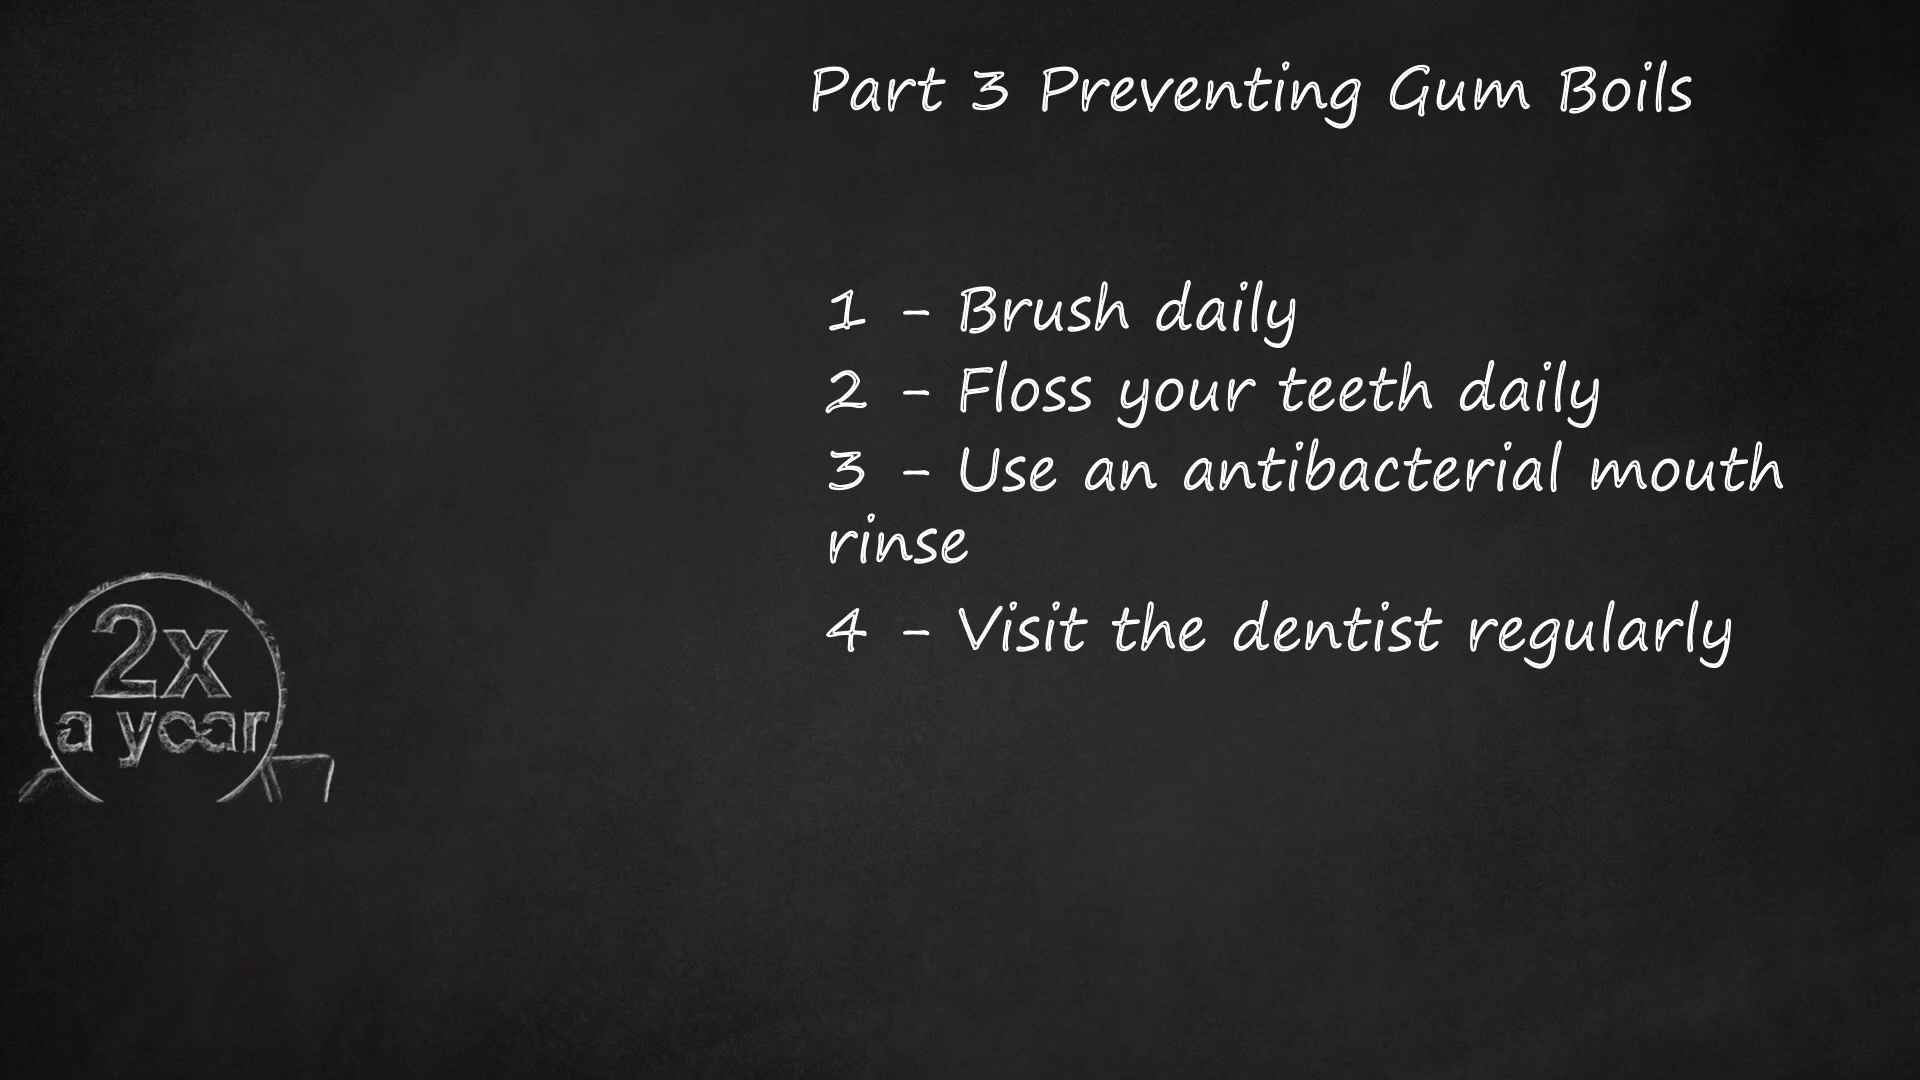 Part 3 Preventing Gum Boils
1 - Brush daily
2 - Floss your teeth daily
3 - Use an antibacterial mouth
rinse
4 - Visit the dentist regularly
2x
a year